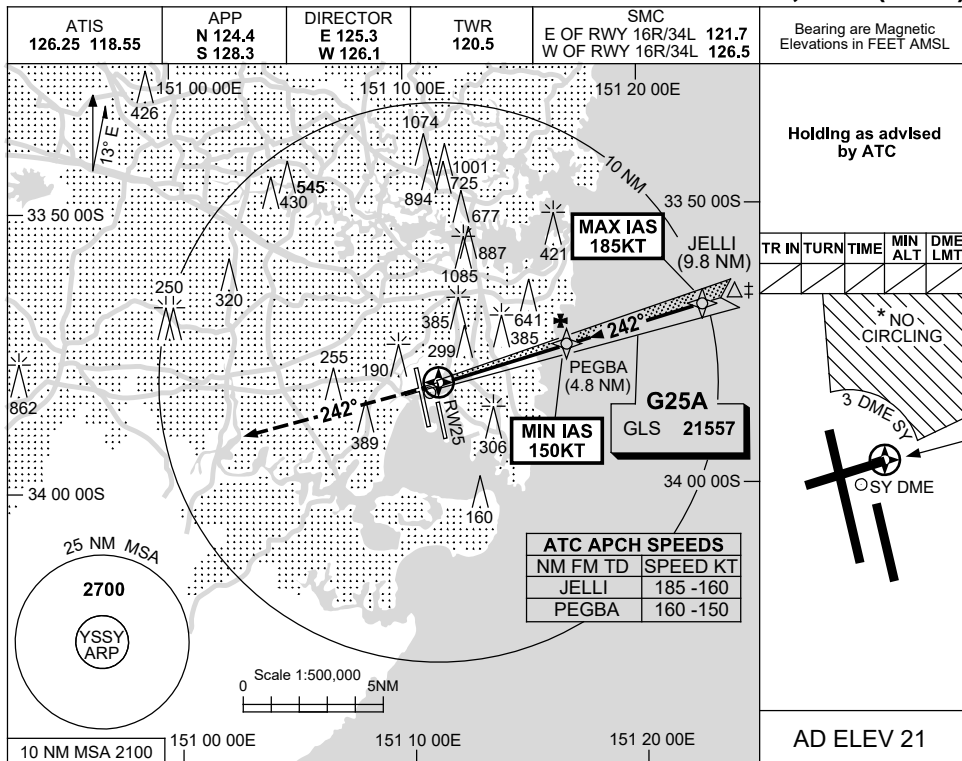 ATIS
126.25 118.55
APP
N 124.4
S 128.3
DIRECTOR
E 125.3
W 126.1
TWR
120.5
SMC
E OF RWY 16R/34L 121.7
W OF RWY 16R/34L 126.5
Bearing are Magnetic
Elevations in FEET AMSL
151 00 00E
151 10 00E
151 20 00E
426
13° E
1074
1001
725
894
545
430
10 NM
Holding as advised
by ATC
33 50 00S
33 50 00S
677
MAX IAS
185KT
JELLI
(9.8 NM)
421
887
1085
TR IN
TURN
TIME
MIN
ALT
DME
LMT
250
320
‡
385
641
385
242°
299
* NO
CIRCLING
PEGBA
(4.8 NM)
255
190
862
RW25
G25A
GLS 21557
3 DME SY
242°
389
306
MIN IAS
150KT
SY DME
34 00 00S
34 00 00S
160
25 NM MSA
2700
YSSY
ARP
ATC APCH SPEEDS
NM FM TD SPEED KT
JELLI 185 -160
PEGBA 160 -150
Scale 1:500,000
0 5NM
10 NM MSA 2100
151 00 00E
151 10 00E
151 20 00E
AD ELEV 21